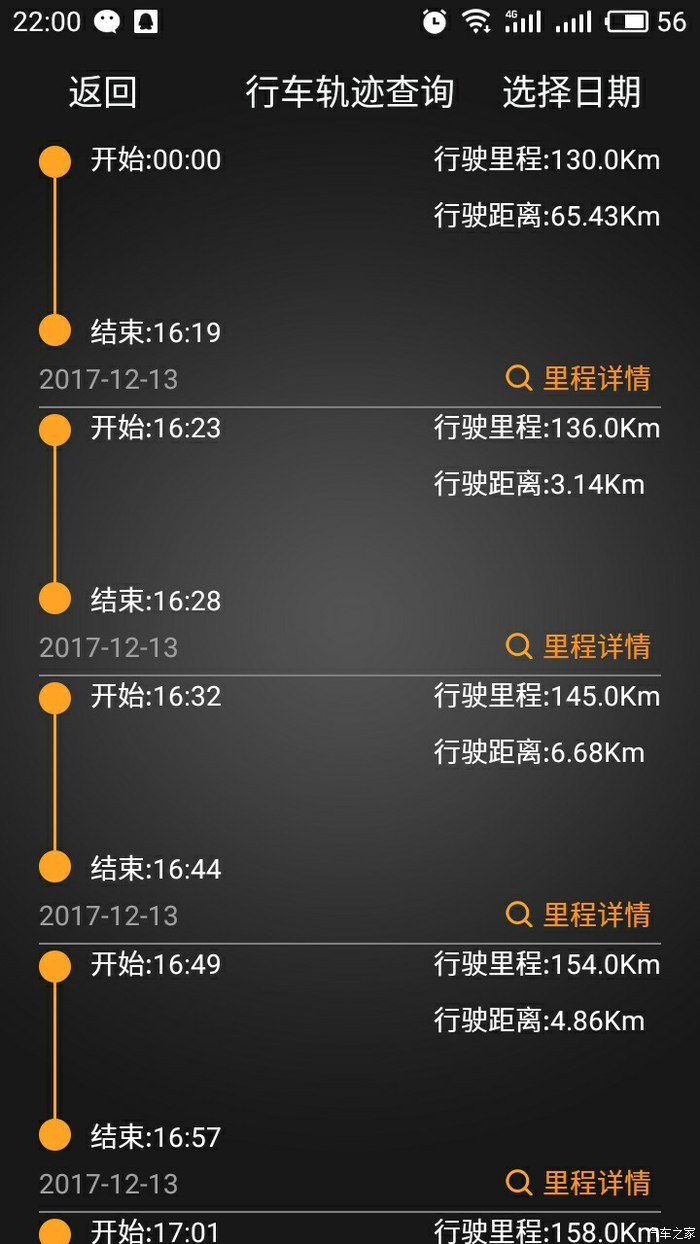 22:00 4G 56
返回 行车轨迹查询 选择日期
开始:00:00 行驶里程:130.0Km
行驶距离:65.43Km
结束:16:19
2017-12-13 里程详情
开始:16:23 行驶里程:136.0Km
行驶距离:3.14Km
结束:16:28
2017-12-13 里程详情
开始:16:32 行驶里程:145.0Km
行驶距离:6.68Km
结束:16:44
2017-12-13 里程详情
开始:16:49 行驶里程:154.0Km
行驶距离:4.86Km
结束:16:57
2017-12-13 里程详情
开始:17:01 行驶里程:158.0Km
汽车之家